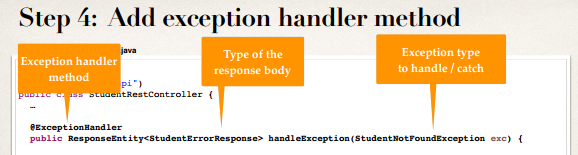 Step 4: Add exception handler method
java
Exception handler
method
Type of the
response body
Exception type
to handle / catch
pi")
public class StudentRestController {
…
@ExceptionHandler
public ResponseEntity<StudentErrorResponse> handleException(StudentNotFoundException exc) {